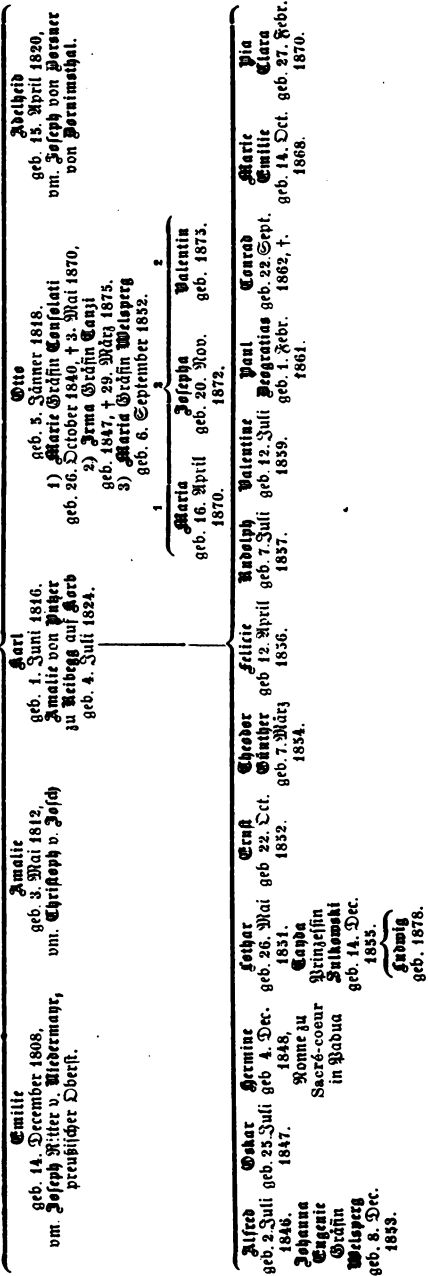 Emilie
geb. 14. December 1808,
vm. Joseph Ritter v. Niedermayr,
preußischer Oberst.
Amalie
geb. 3. Mai 1812,
vm. Christoph v. Josch
Karl
geb. 1. Juni 1816.
Amalie von Putzer
zu Reibegg auf Korb
geb. 4. Juli 1824.
Otto
geb. 5. Jänner 1818.
1) Marie Gräfin Consolati
geb. 26. October 1840, † 3. Mai 1870,
2) Irma Gräfin Canzi
geb. 1847, † 29. März 1875.
3) Maria Gräfin Welsperg
geb. 6. September 1852.
Adelheid
geb. 15. April 1820,
vm. Joseph von Dorsner
von Dornimsthal.
1
Maria
geb. 16. April
1870.
2
Josepha
geb. 20. Nov.
1872.
2
Valentin
geb. 1873.
Alfred
geb. 2. Juli
1846.
Johanna
Eugenie
Gräfin
Welsperg
geb. 8. Dec.
1853.
Oskar
geb. 25. Juli
1847.
Hermine
geb 4. Dec.
1848,
Nonne zu
Sacré-coeur
in Padua
Lothar
geb. 26. Mai
1851.
Canda
Prinzessin
Sulkowski
geb. 14. Dec.
1855.
Ludwig
geb. 1878.
Ernst
geb 22. Oct.
1852.
Theodor
Günther
geb. 7. März
1854.
Felicie
geb 12. April
1856.
Rudolph
geb. 7. Juli
1857.
Valentine
geb. 12. Juli
1859.
Paul
Deogratias
geb. 1. Febr.
1861.
Conrad
geb. 22. Sept.
1862, †.
Marie
Emilie
geb. 14. Oct.
1868.
Pia
Clara
geb. 27. Febr.
1870.